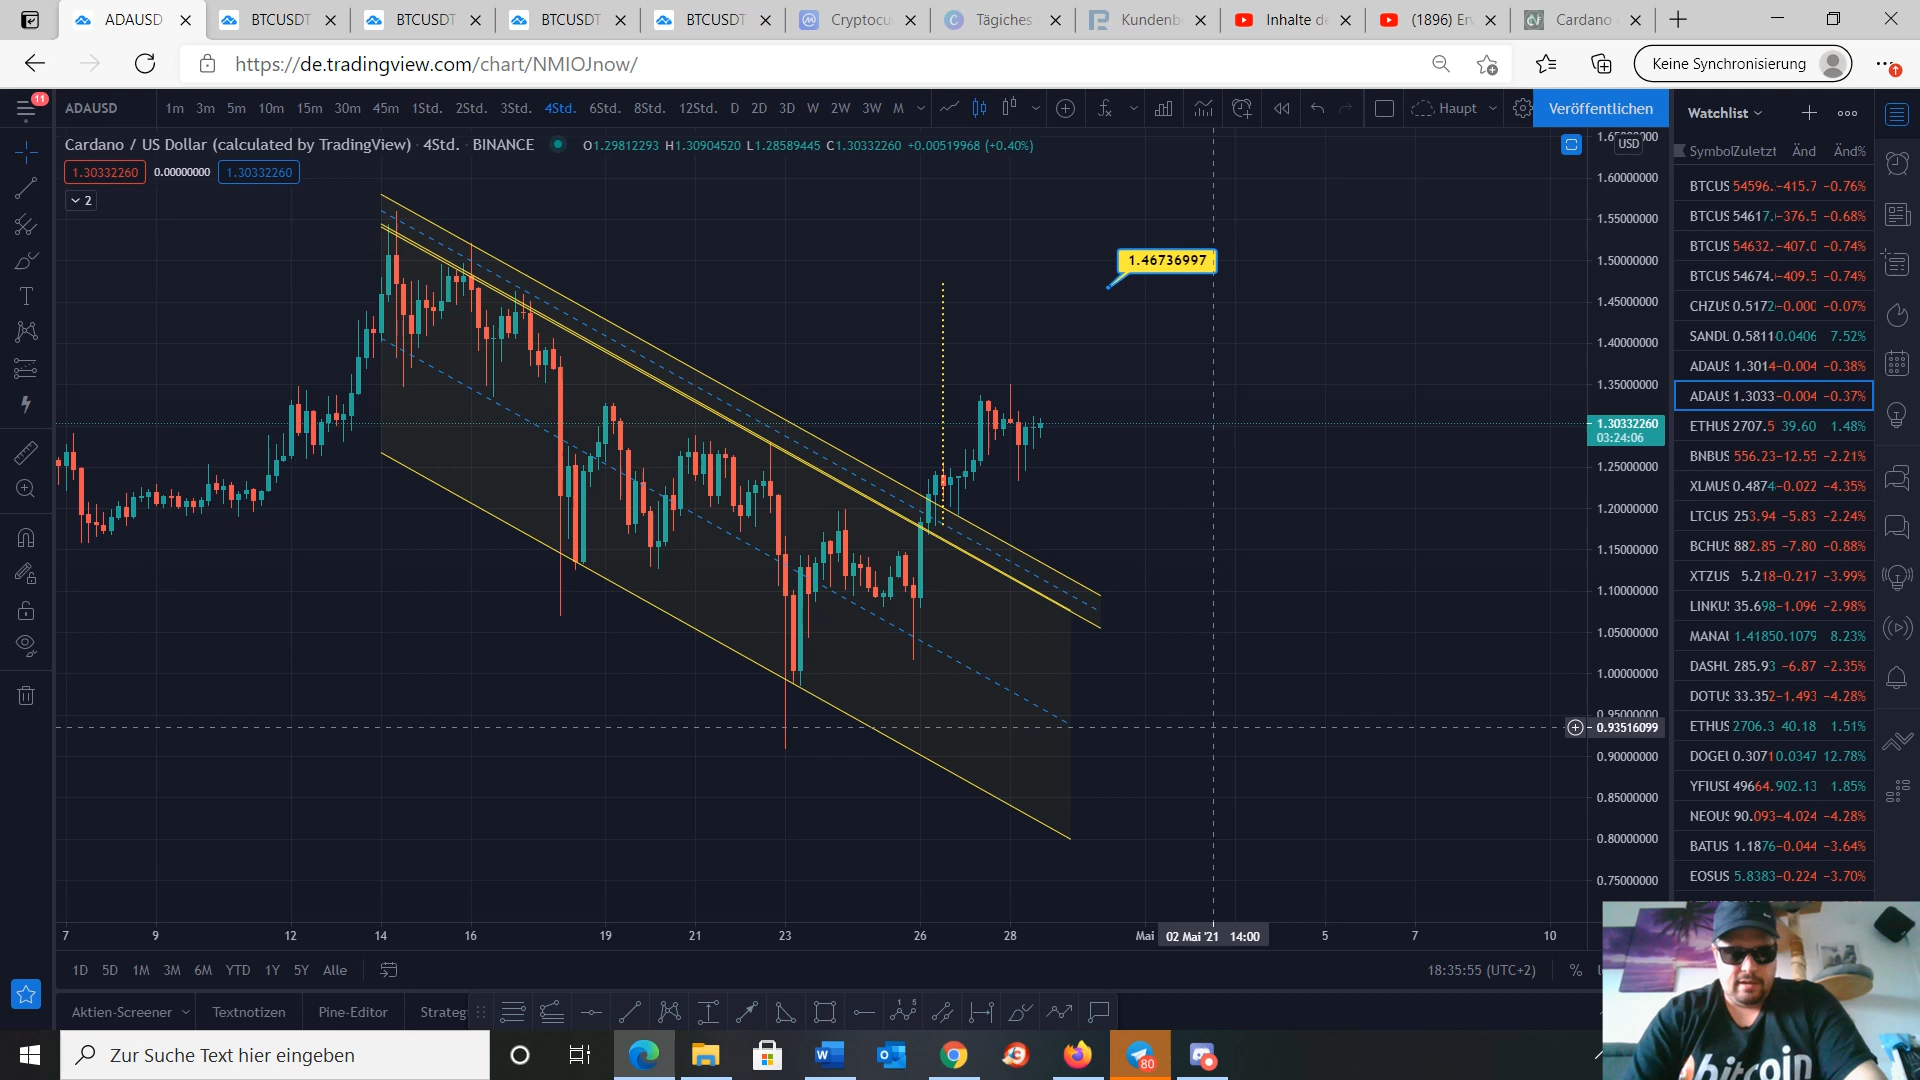 ADAUSD BTCUSDT BTCUSDT BTCUSDT BTCUSDT Cryptocu Tägiches Kundenb Inhalte de (1896) Er Cardano
https://de.tradingview.com/chart/NMIOJnow/ Keine Synchronisierung
11 ADAUSD 1m 3m 5m 10m 15m 30m 45m 1Std. 2Std. 3Std. 4Std. 6Std. 8Std. 12Std. D 2D 3D W 2W 3W M Haupt Veröffentlichen Watchlist
Cardano / US Dollar (calculated by TradingView) · 4Std. · BINANCE O1.29812293 H1.30904520 L1.28589445 C1.30332260 +0.00519968 (+0.40%)
1.30332260 0.00000000 1.30332260
2
USD
1.46736997
1.60000000
1.55000000
1.50000000
1.45000000
1.40000000
1.35000000
1.30332260
03:24:06
1.25000000
1.20000000
1.15000000
1.10000000
1.05000000
1.00000000
0.95000000
0.93516099
0.90000000
0.85000000
0.80000000
0.75000000
7 9 12 14 16 19 21 23 26 28 Mai 02 Mai '21 14:00 5 7 10
1D 5D 1M 3M 6M YTD 1Y 5Y Alle 18:35:55 (UTC+2) %
Aktien-Screener Textnotizen Pine-Editor Strateg
Symbol Zuletzt Änd Änd%
BTCUS 54596. -415.7 -0.76%
BTCUS 54617. -376.5 -0.68%
BTCUS 54632. -407.0 -0.74%
BTCUS 54674. -409.5 -0.74%
CHZUS 0.5172 -0.000 -0.07%
SANDU 0.5811 0.0406 7.52%
ADAUS 1.3014 -0.004 -0.38%
ADAUS 1.3033 -0.004 -0.37%
ETHUS 2707.5 39.60 1.48%
BNBUS 556.23 -12.55 -2.21%
XLMUS 0.4874 -0.022 -4.35%
LTCUS 253.94 -5.83 -2.24%
BCHUS 882.85 -7.80 -0.88%
XTZUS 5.218 -0.217 -3.99%
LINKU 35.698 -1.096 -2.98%
MANAU 1.4185 0.1079 8.23%
DASHU 285.93 -6.87 -2.35%
DOTUS 33.352 -1.493 -4.28%
ETHUS 2706.3 40.18 1.51%
DOGEU 0.3071 0.0347 12.78%
YFIUSD 49664. 902.13 1.85%
NEOUS 90.093 -4.024 -4.28%
BATUS 1.1876 -0.044 -3.64%
EOSUS 5.8383 -0.224 -3.70%
Zur Suche Text hier eingeben
80
bitcoin